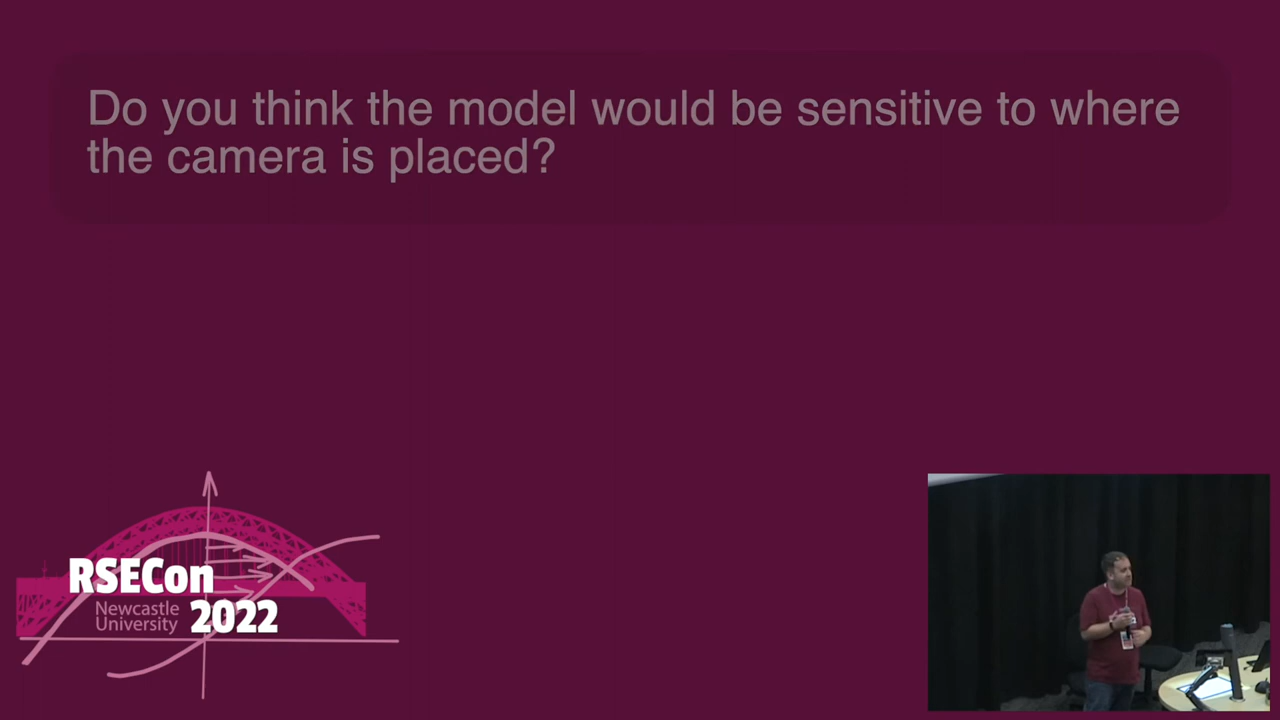 Do you think the model would be sensitive to where
the camera is placed?
RSECon
Newcastle
University
2022